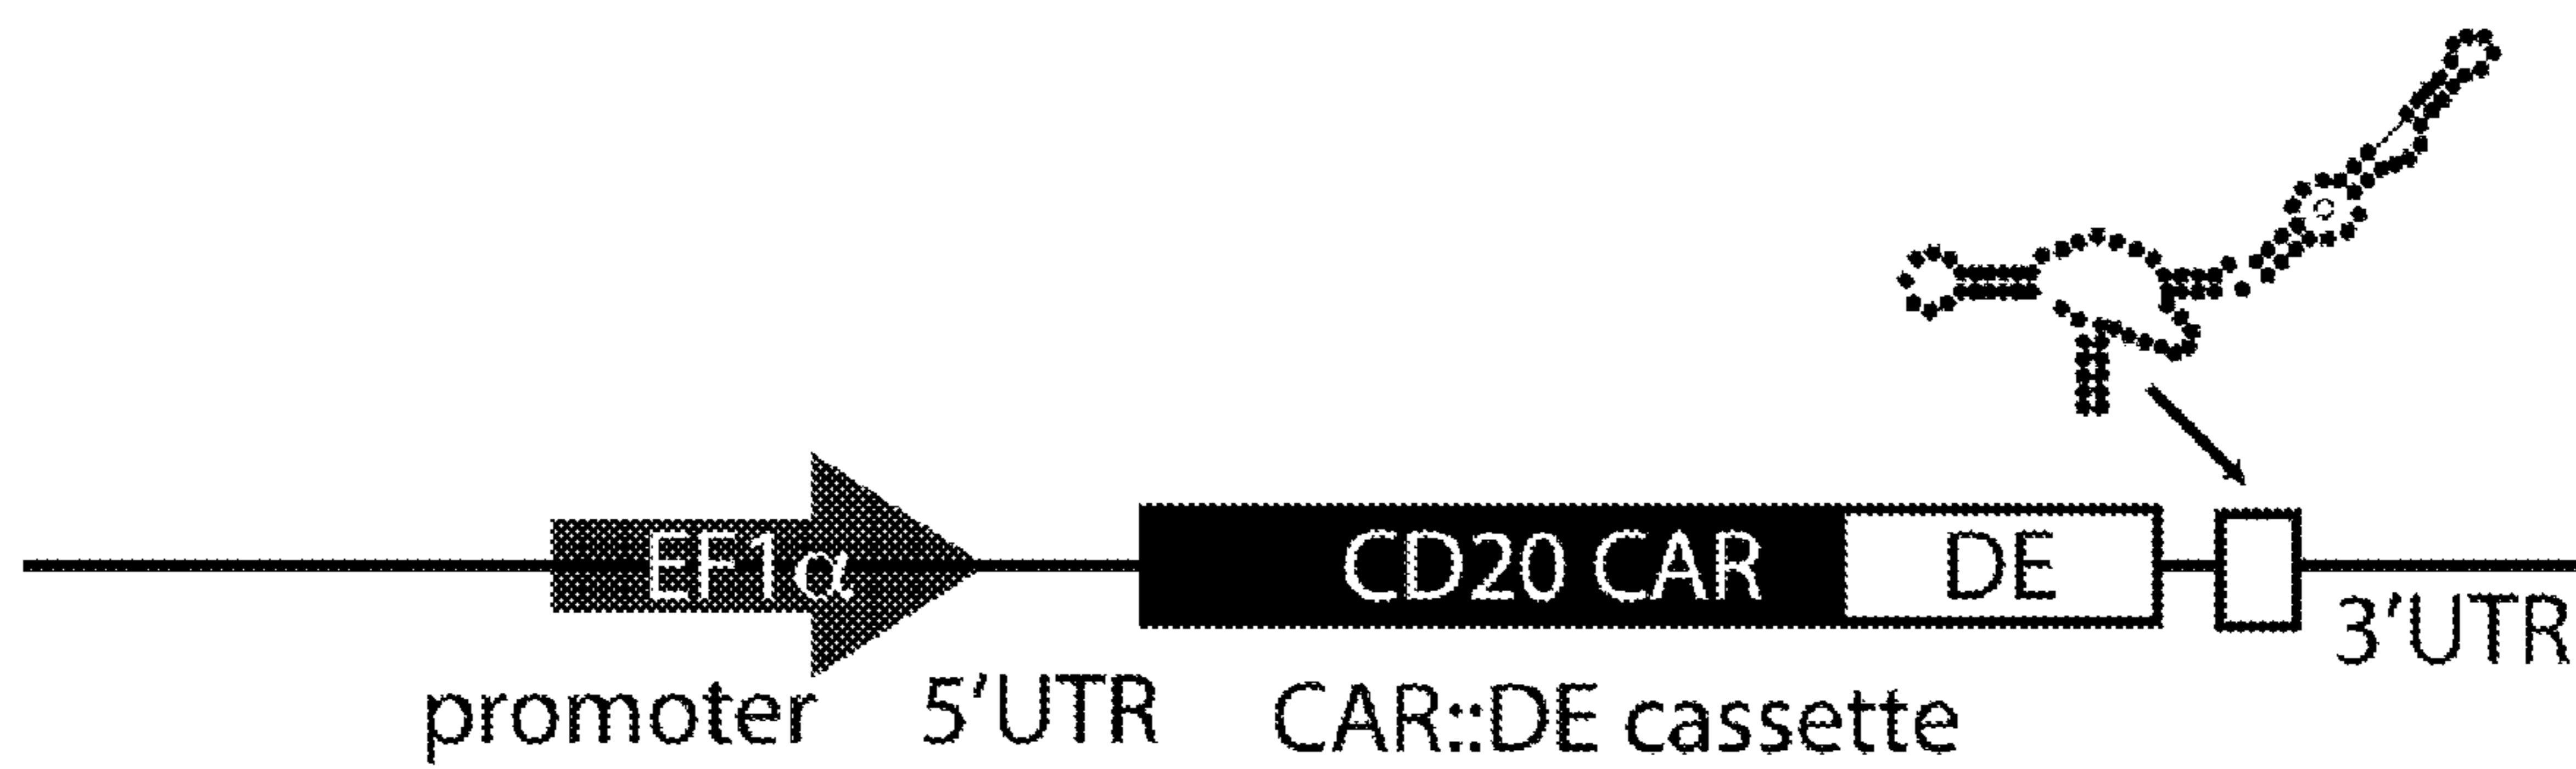 EF1α
CD20 CAR
DE
3'UTR
promoter
5'UTR
CAR::DE cassette